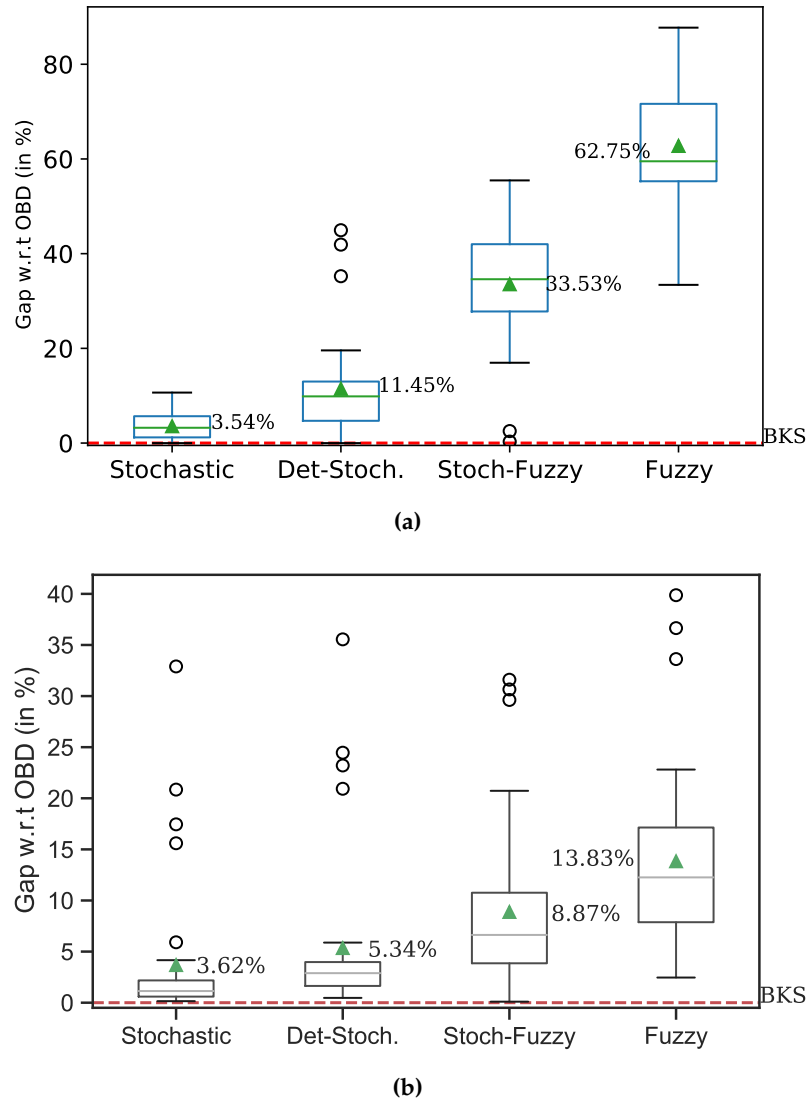 Gap w.r.t OBD (in %)
80
60
40
20
0
62.75%
33.53%
11.45%
3.54%
BKS
Stochastic Det-Stoch. Stoch-Fuzzy Fuzzy
(a)
Gap w.r.t OBD (in %)
40
35
30
25
20
15
10
5
0
13.83%
8.87%
5.34%
3.62%
BKS
Stochastic Det-Stoch. Stoch-Fuzzy Fuzzy
(b)